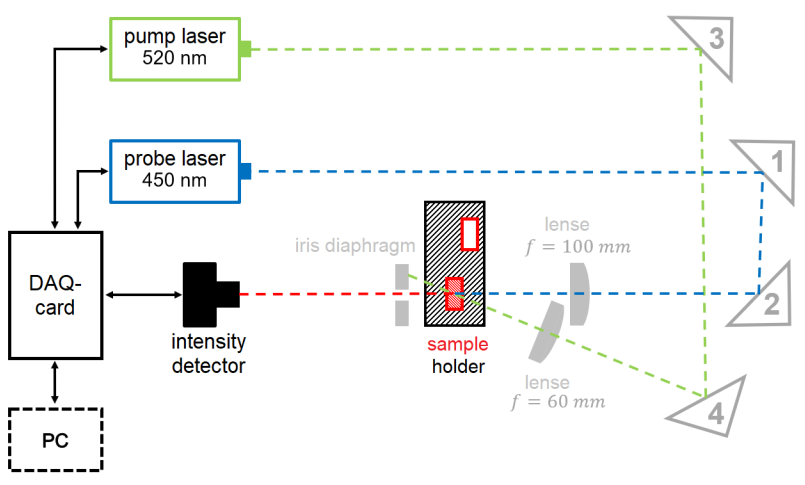 pump laser
520 nm
3
probe laser
450 nm
1
iris diaphragm
lense
f = 100 mm
DAQ-
card
2
intensity
detector
sample
holder
lense
f = 60 mm
4
PC